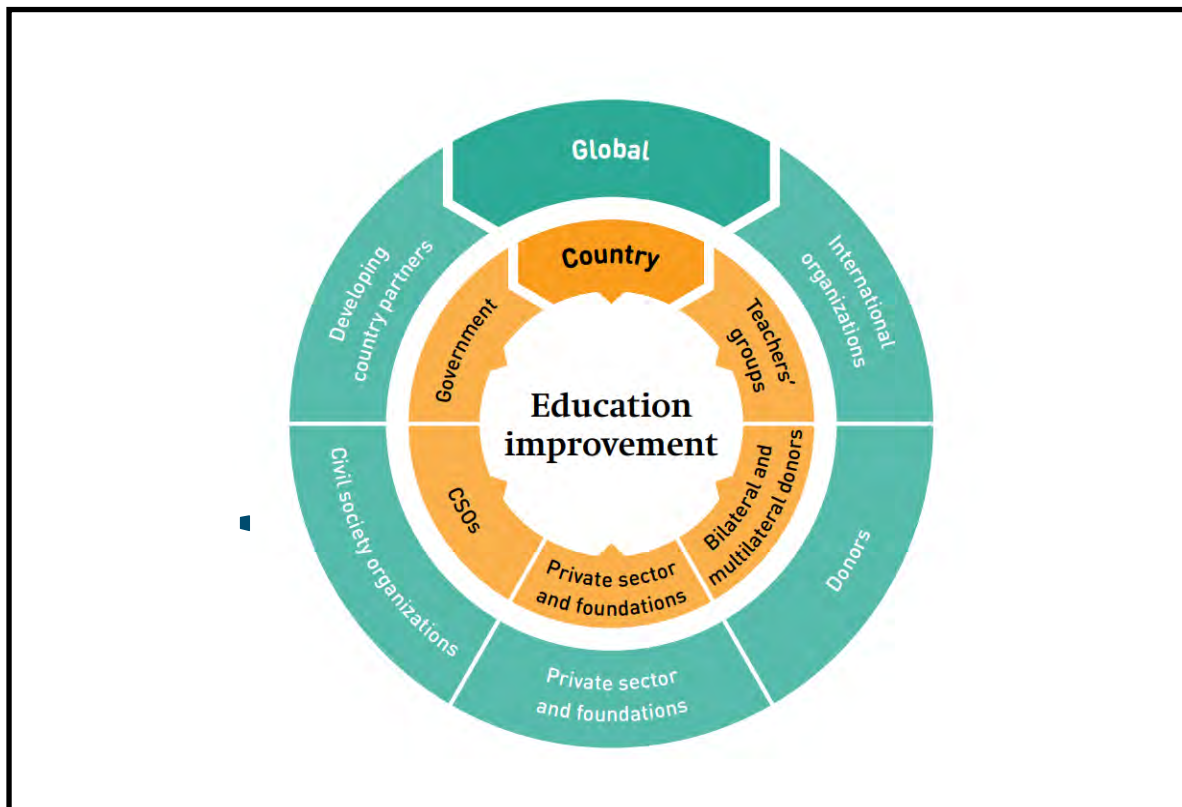 Global
Developing
country partners
International
organizations
Country
Government
Teachers'
groups
Education
improvement
CSOs
Bilateral and
multilateral donors
Private sector
and foundations
Civil society organizations
Donors
Private sector
and foundations